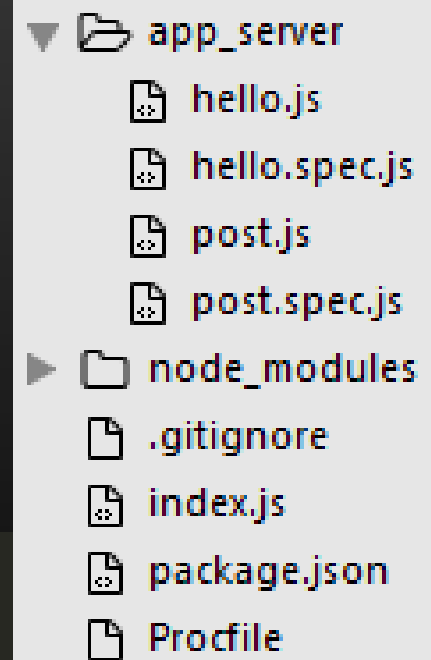 app_server
hello.js
hello.spec.js
post.js
post.spec.js
node_modules
.gitignore
index.js
package.json
Procfile